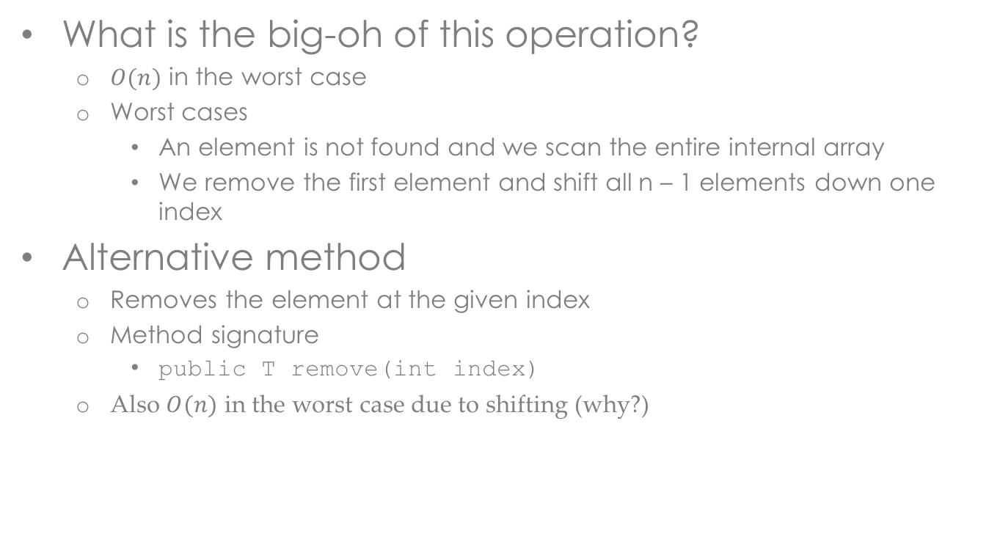 • What is the big-oh of this operation?
o O(n) in the worst case
o Worst cases
• An element is not found and we scan the entire internal array
• We remove the first element and shift all n – 1 elements down one
index
• Alternative method
o Removes the element at the given index
o Method signature
• public T remove(int index)
o Also O(n) in the worst case due to shifting (why?)